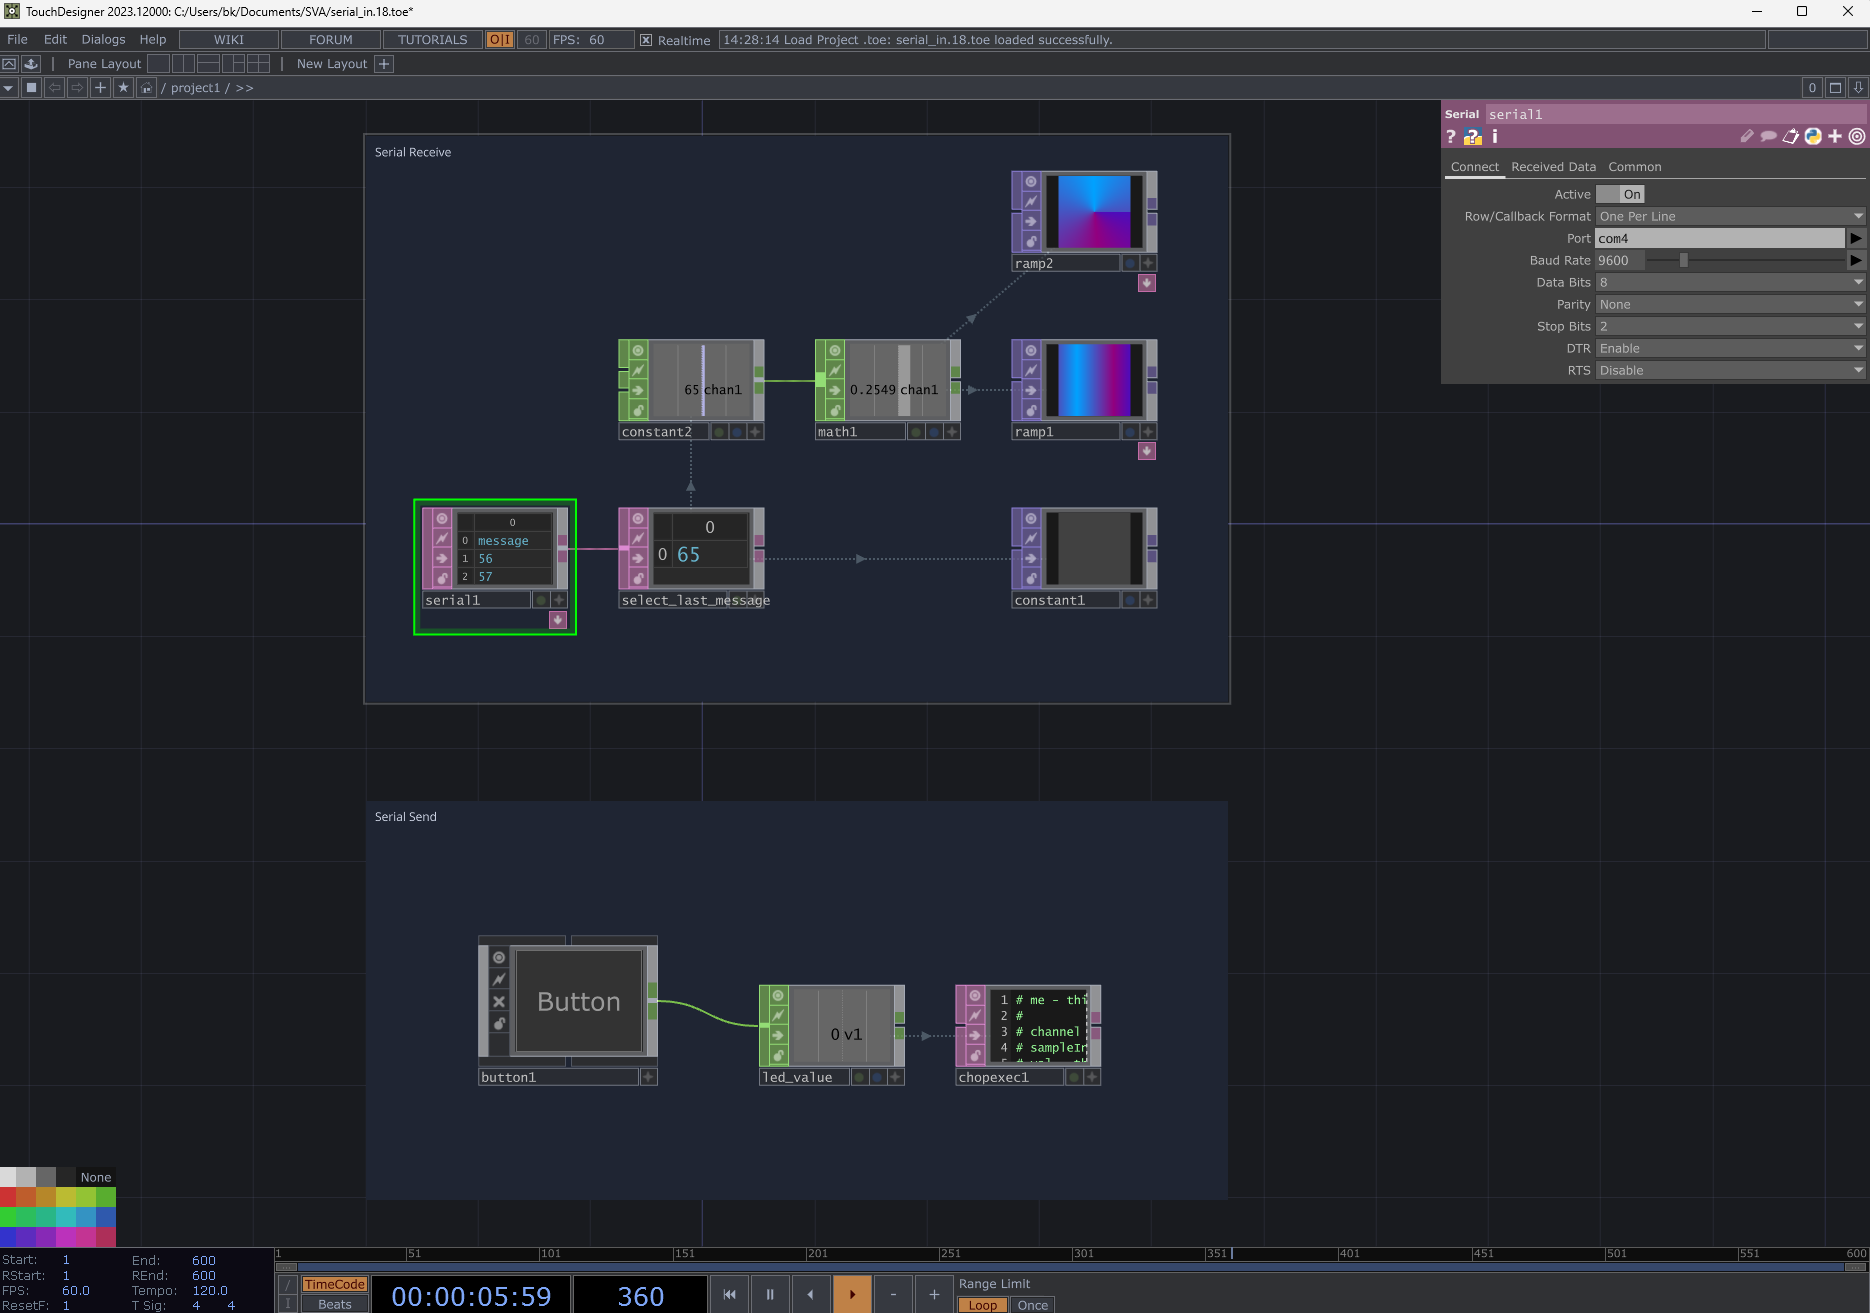 TouchDesigner 2023.12000: C:/Users/bk/Documents/SVA/serial_in.18.toe*
File Edit Dialogs Help WIKI FORUM TUTORIALS O|I 60 FPS: 60 Realtime 14:28:14 Load Project .toe: serial_in.18.toe loaded successfully.
Pane Layout New Layout +
/ project1 / >> 0
Serial serial1
? ? i
Connect Received Data Common
Active On
Row/Callback Format One Per Line
Port com4
Baud Rate 9600
Data Bits 8
Parity None
Stop Bits 2
DTR Enable
RTS Disable
Serial Receive
ramp2
65 chan1
constant2
0.2549 chan1
math1
ramp1
0
0 message
1 56
2 57
serial1
0
0 65
select_last_message
constant1
Serial Send
Button
button1
0 v1
led_value
1 # me - thi
2 #
3 # channel
4 # sampleIn
chopexec1
None
Start: 1 End: 600
RStart: 1 REnd: 600
FPS: 60.0 Tempo: 120.0
ResetF: 1 T Sig: 4 4
1 51 101 151 201 251 301 351 401 451 501 551 600
TimeCode
Beats
00:00:05:59
360
- +
Range Limit
Loop Once